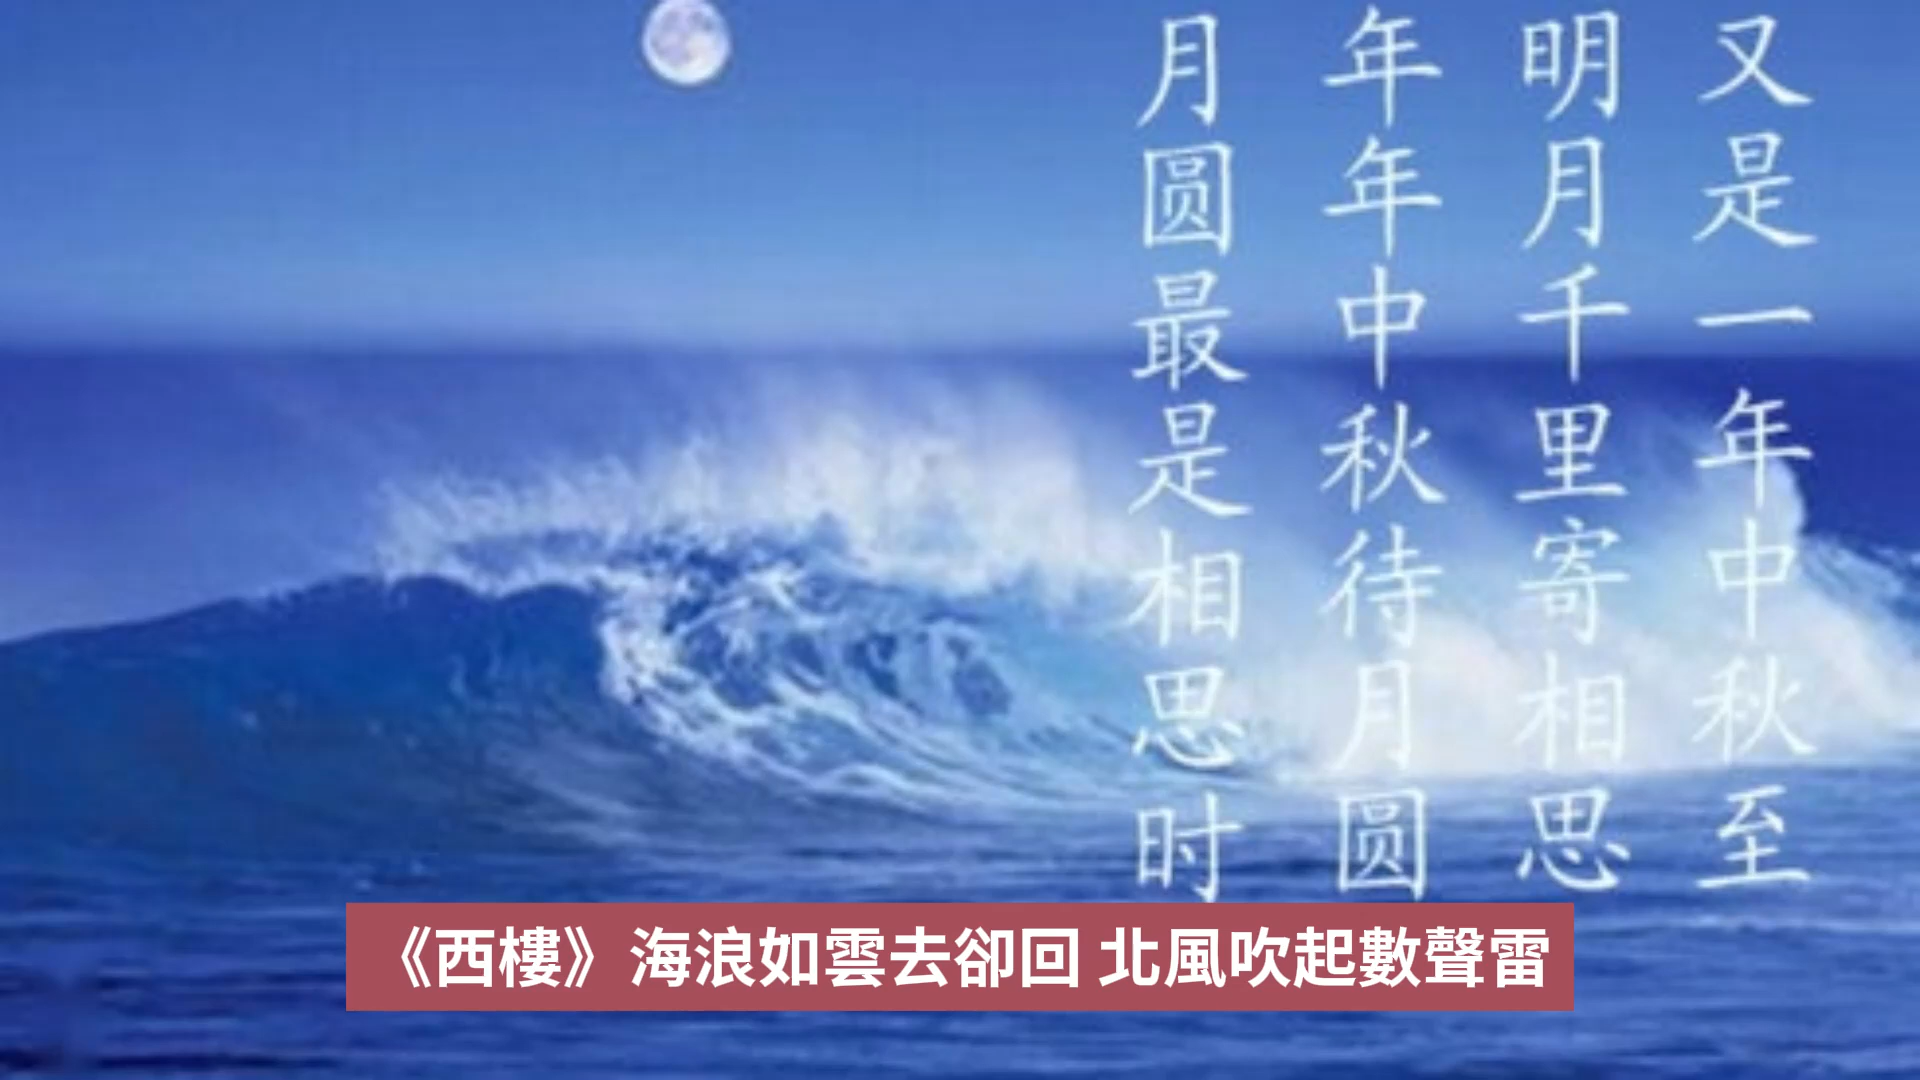 又是一年中秋至
明月千里寄相思
年年中秋待月圆
月圆最是相思时
《西樓》海浪如雲去卻回 北風吹起數聲雷